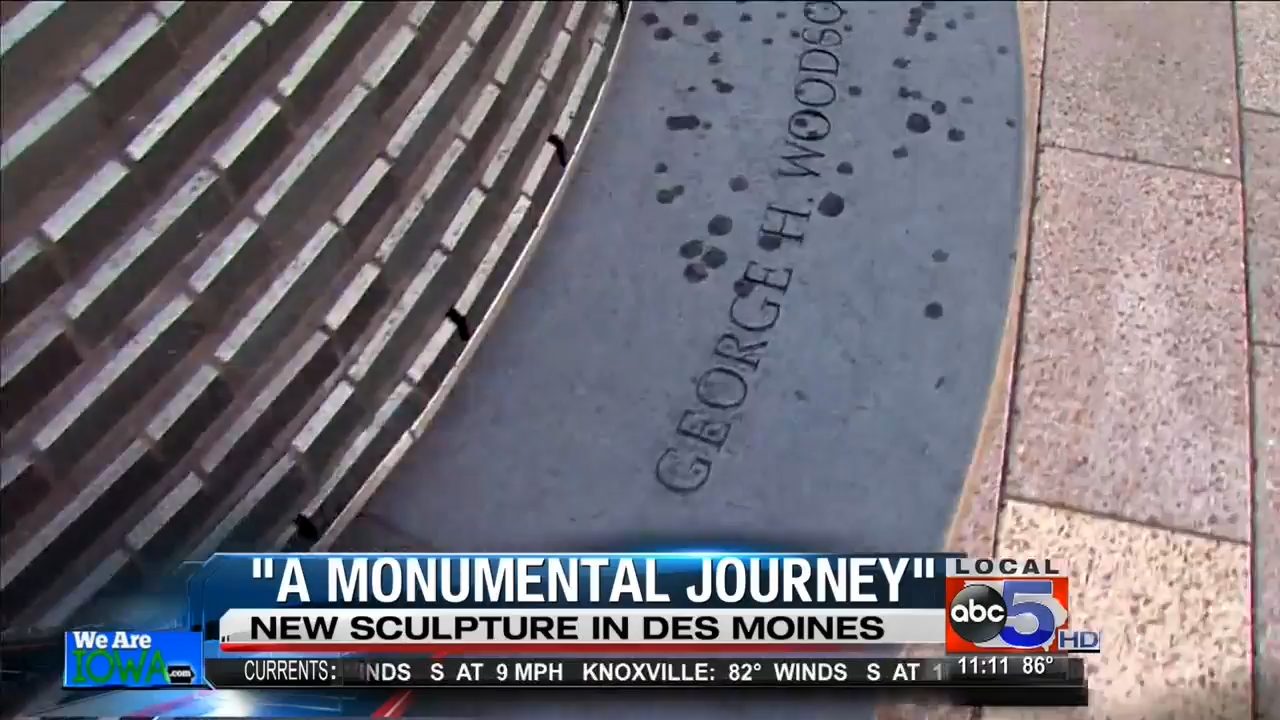 GEORGE H. WOODSO
"A MONUMENTAL JOURNEY"
NEW SCULPTURE IN DES MOINES
LOCAL
abc 5 HD
We Are
IOWA.com
CURRENTS: INDS S AT 9 MPH KNOXVILLE: 82° WINDS S AT 1
11:11 86°